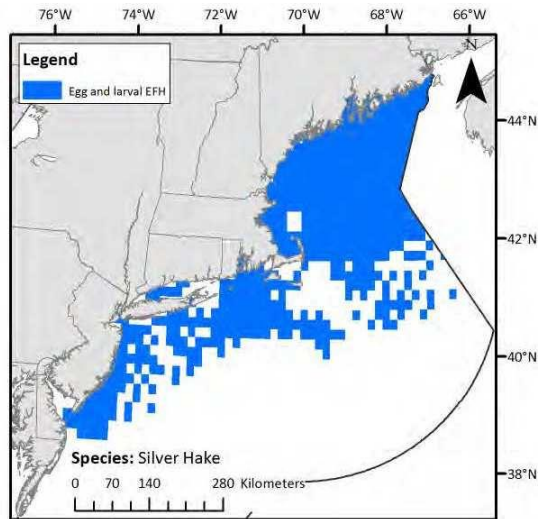 76°W 74°W 72°W 70°W 68°W 66°W
Legend
Egg and larval EFH
N
44°N
42°N
40°N
38°N
Species: Silver Hake
0 70 140 280 Kilometers